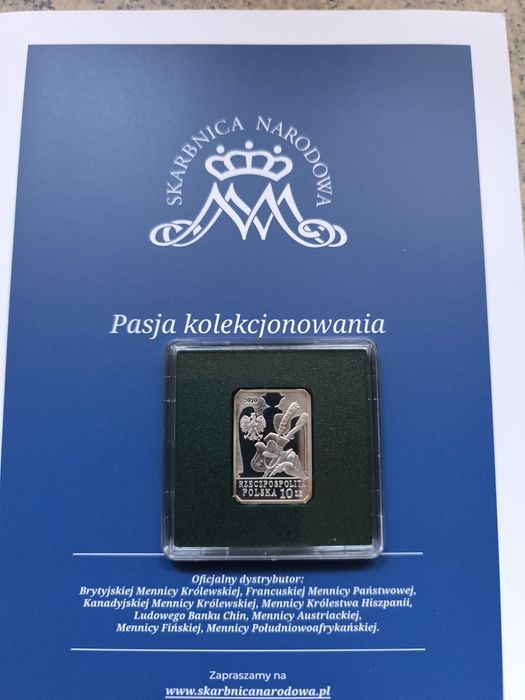 SKARBNICA NARODOWA
Pasja kolekcjonowania
2010
RZECZPOSPOLITA
POLSKA 10 zł
Oficjalny dystrybutor:
Brytyjskiej Mennicy Królewskiej, Francuskiej Mennicy Państwowej,
Kanadyjskiej Mennicy Królewskiej, Mennicy Królestwa Hiszpanii,
Ludowego Banku Chin, Mennicy Austriackiej,
Mennicy Fińskiej, Mennicy Południowoafrykańskiej.
Zapraszamy na
www.skarbnicanarodowa.pl